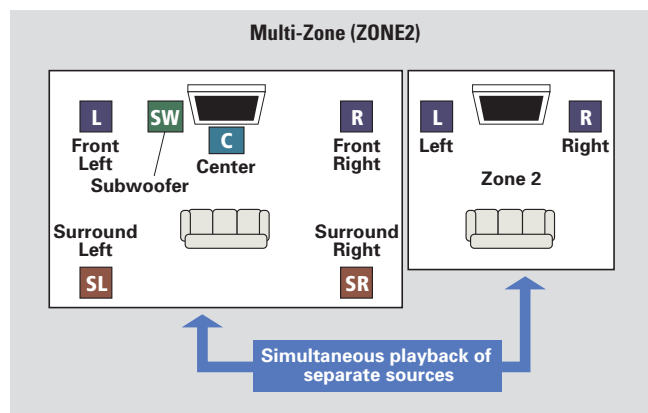 Multi-Zone (ZONE2)
L
SW
C
R
Front
Left
Subwoofer
Center
Front
Right
Surround
Left
SL
Surround
Right
SR
L
Left
R
Right
Zone 2
Simultaneous playback of
separate sources